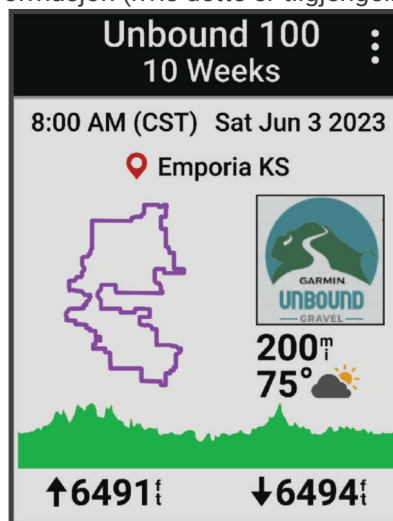 Unbound 100
10 Weeks
8:00 AM (CST) Sat Jun 3 2023
Emporia KS
GARMIN
UNBOUND
GRAVEL
200mi
75°
6491ft
6494ft